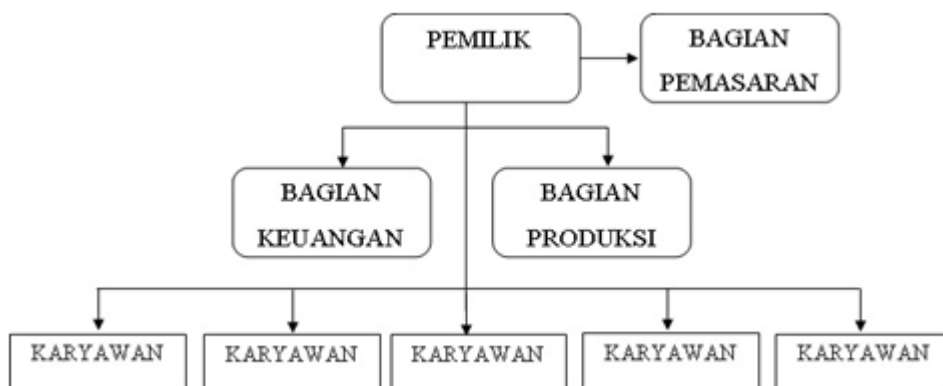 PEMILIK
BAGIAN
PEMASARAN
BAGIAN
KEUANGAN
BAGIAN
PRODUKSI
KARYAWAN
KARYAWAN
KARYAWAN
KARYAWAN
KARYAWAN